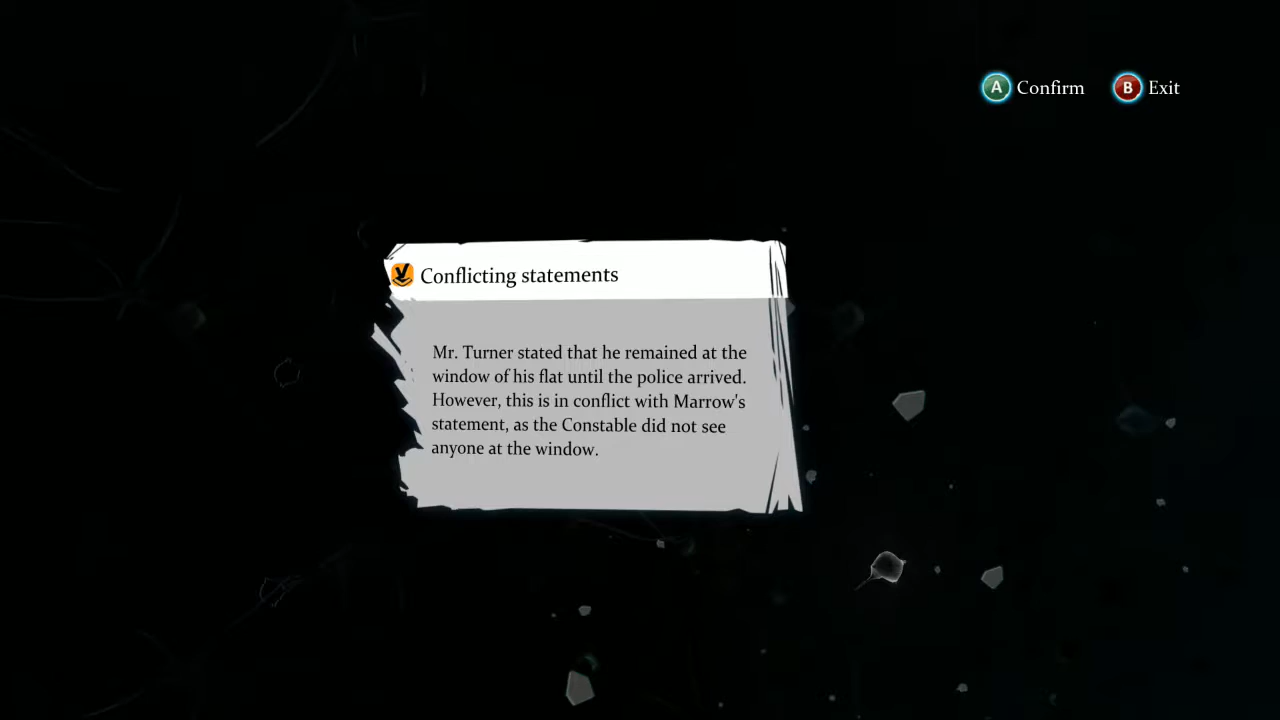 A Confirm B Exit
Conflicting statements
Mr. Turner stated that he remained at the
window of his flat until the police arrived.
However, this is in conflict with Marrow's
statement, as the Constable did not see
anyone at the window.